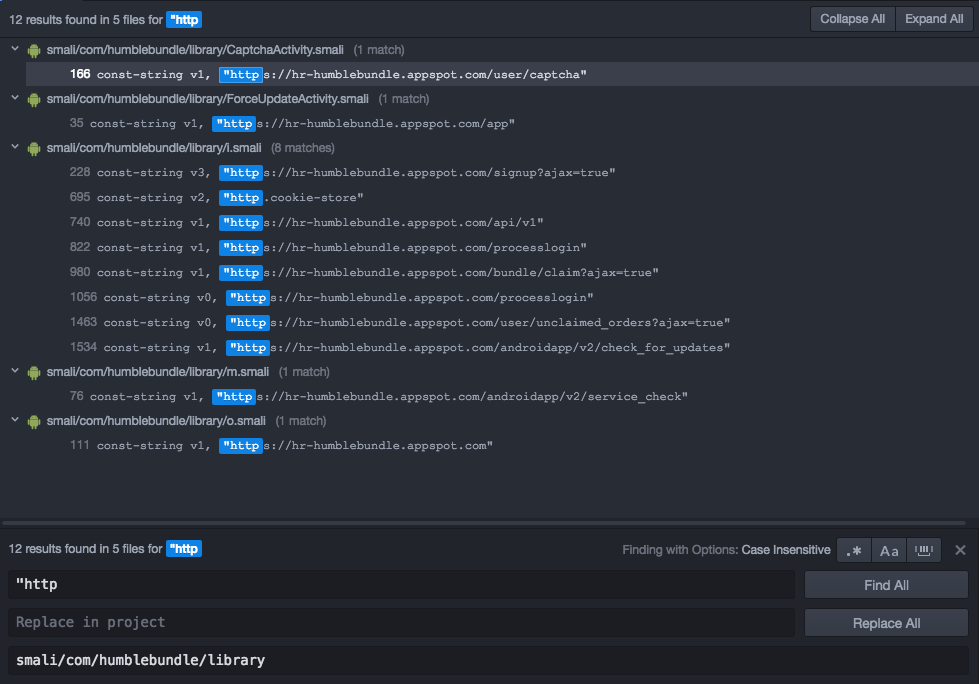 12 results found in 5 files for "http
Collapse All
Expand All
smali/com/humblebundle/library/CaptchaActivity.smali (1 match)
166 const-string v1, "https://hr-humblebundle.appspot.com/user/captcha"
smali/com/humblebundle/library/ForceUpdateActivity.smali (1 match)
35 const-string v1, "https://hr-humblebundle.appspot.com/app"
smali/com/humblebundle/library/i.smali (8 matches)
228 const-string v3, "https://hr-humblebundle.appspot.com/signup?ajax=true"
695 const-string v2, "http.cookie-store"
740 const-string v1, "https://hr-humblebundle.appspot.com/api/v1"
822 const-string v1, "https://hr-humblebundle.appspot.com/processlogin"
980 const-string v1, "https://hr-humblebundle.appspot.com/bundle/claim?ajax=true"
1056 const-string v0, "https://hr-humblebundle.appspot.com/processlogin"
1463 const-string v0, "https://hr-humblebundle.appspot.com/user/unclaimed_orders?ajax=true"
1534 const-string v1, "https://hr-humblebundle.appspot.com/androidapp/v2/check_for_updates"
smali/com/humblebundle/library/m.smali (1 match)
76 const-string v1, "https://hr-humblebundle.appspot.com/androidapp/v2/service_check"
smali/com/humblebundle/library/o.smali (1 match)
111 const-string v1, "https://hr-humblebundle.appspot.com"
12 results found in 5 files for "http
Finding with Options: Case Insensitive
.*
Aa
"http
Find All
Replace in project
Replace All
smali/com/humblebundle/library